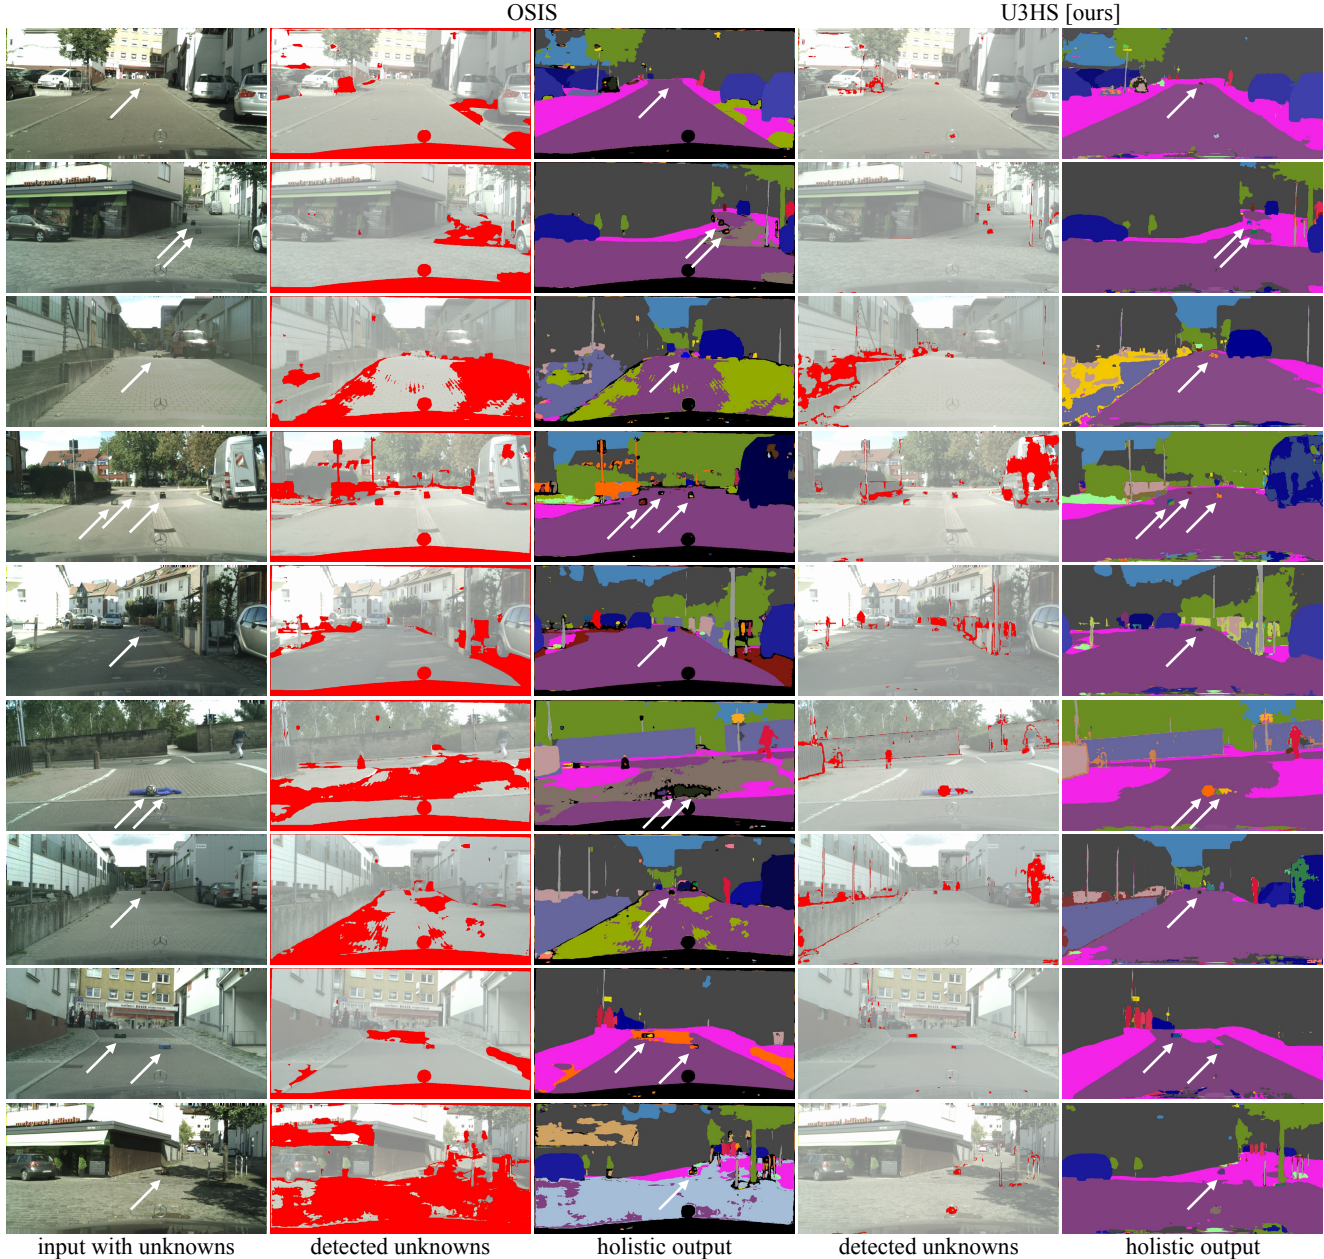 OSIS
U3HS [ours]
input with unknowns
detected unknowns
holistic output
detected unknowns
holistic output